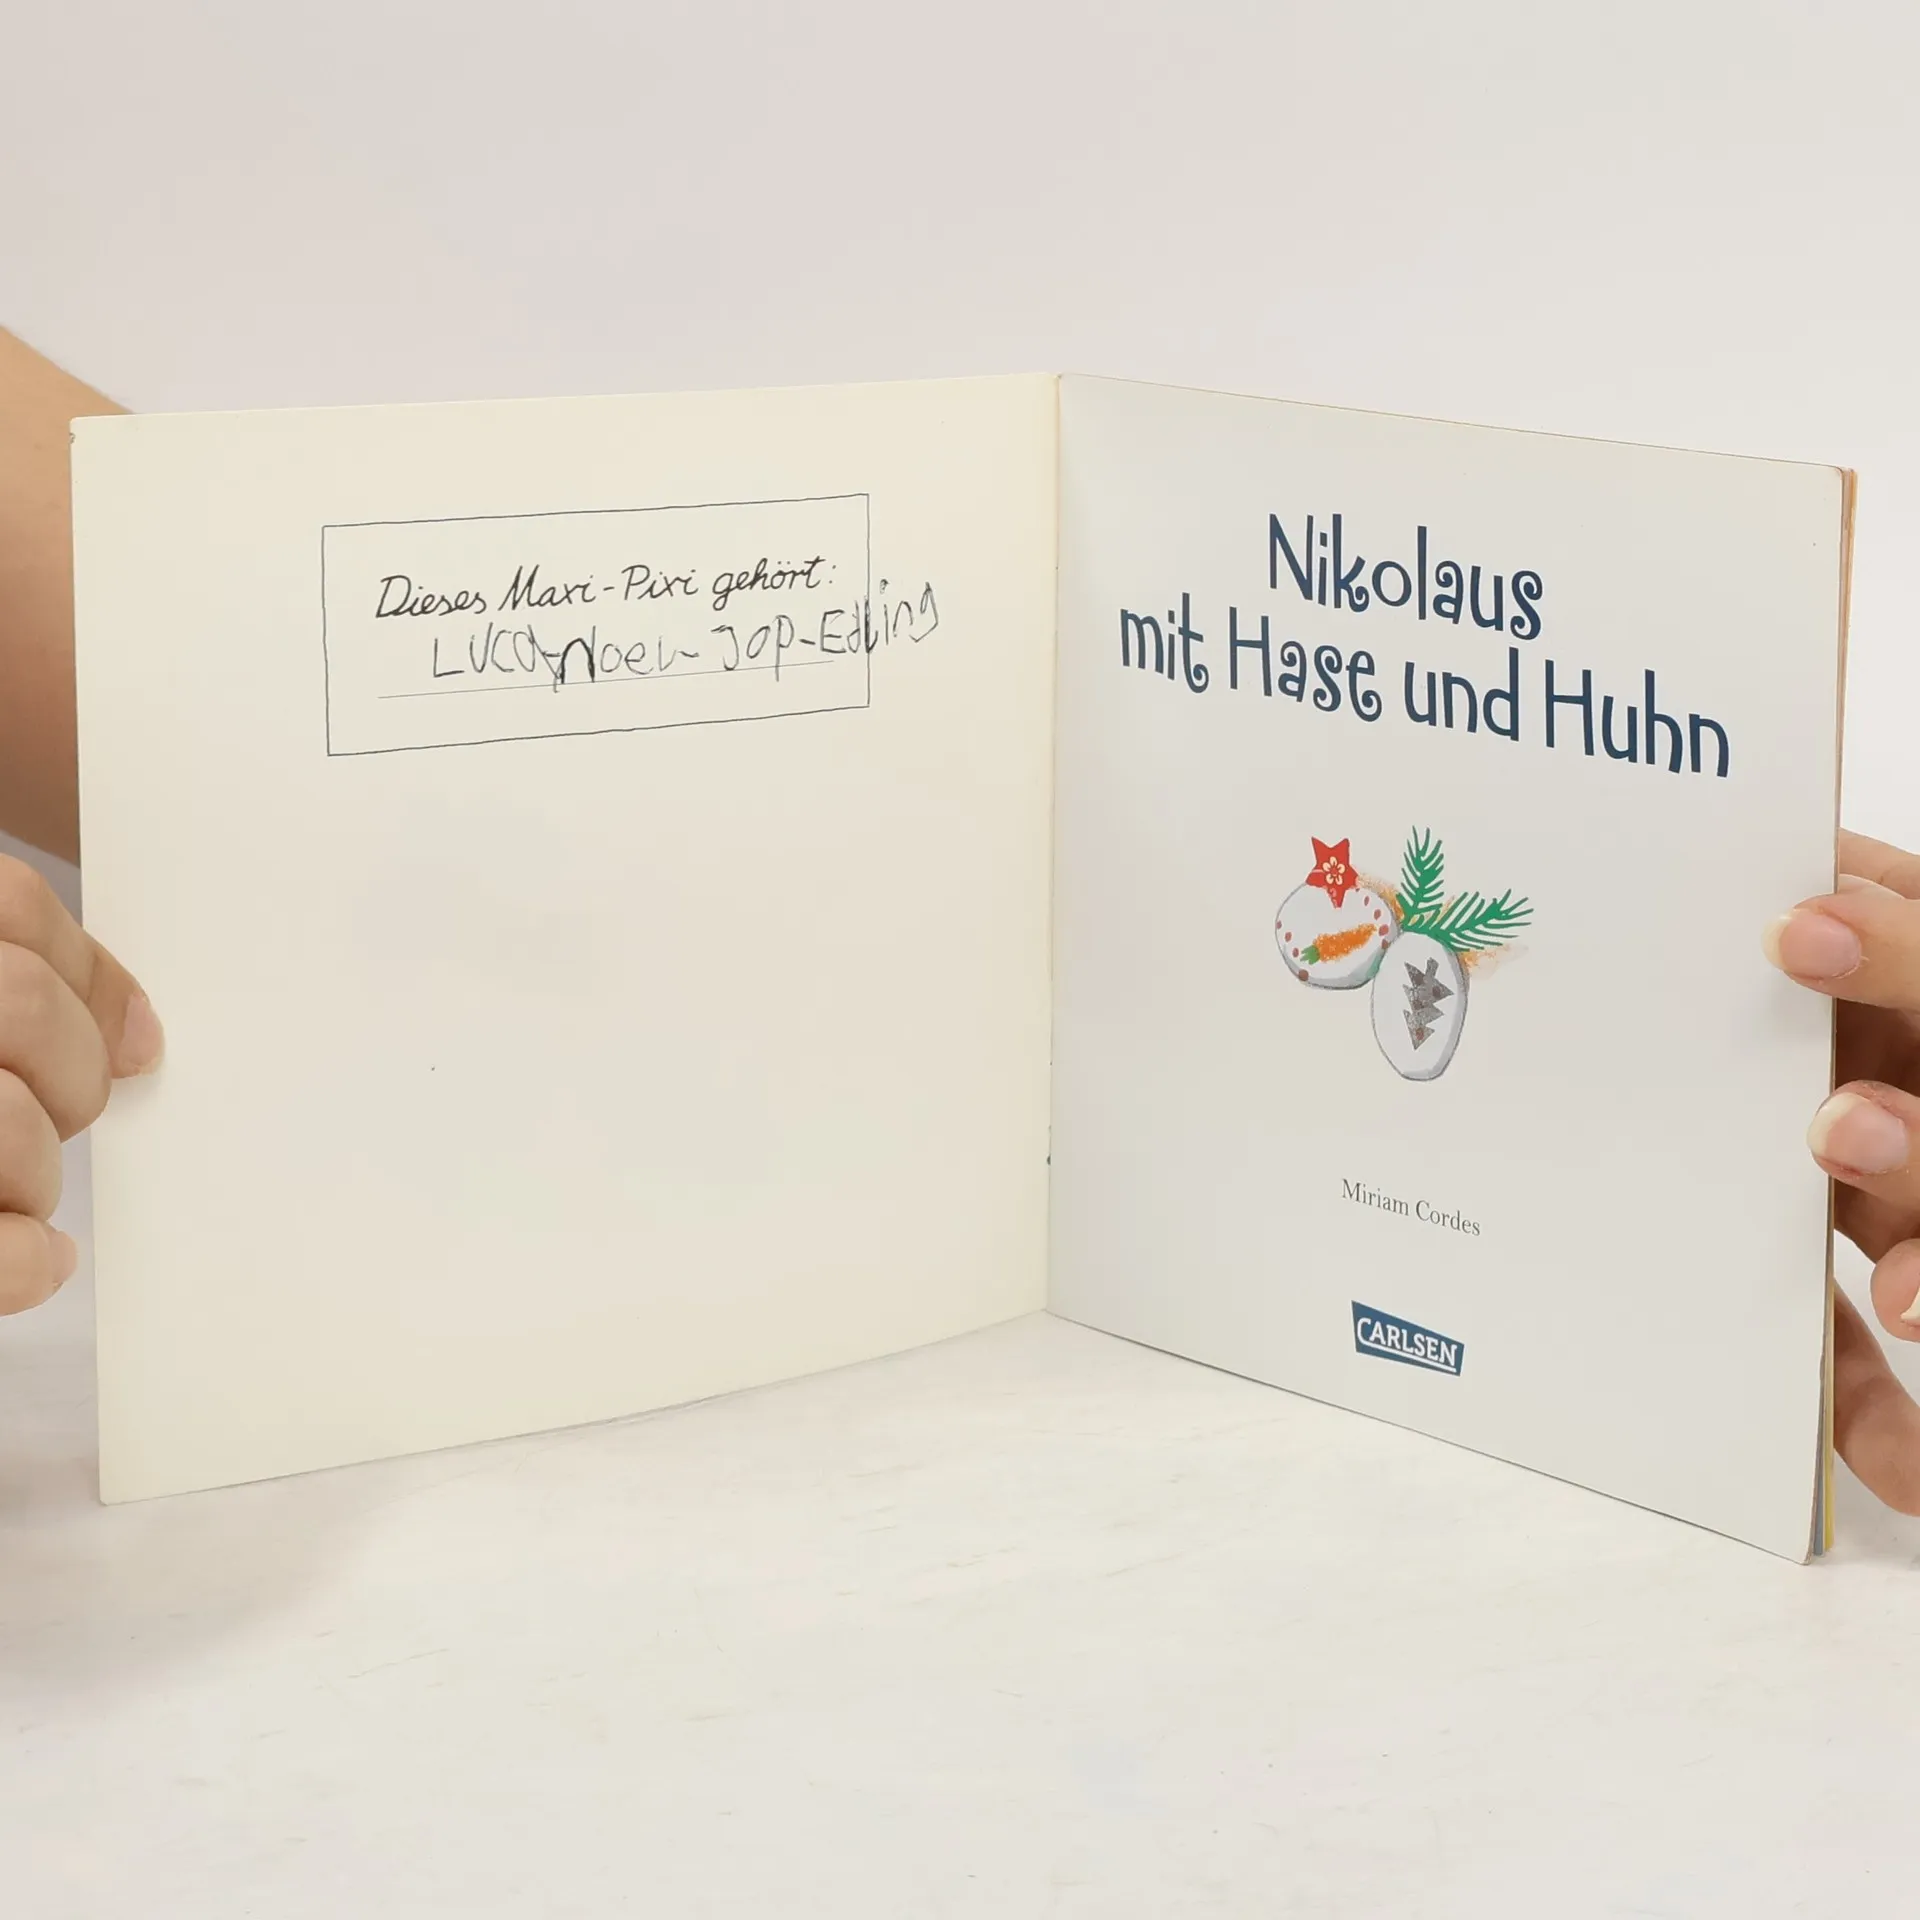 Dieses Maxi-Pixi gehört:
Luca-Noel-Jop-Edling
Nikolaus
mit Hase und Huhn
Miriam Cordes
CARLSEN